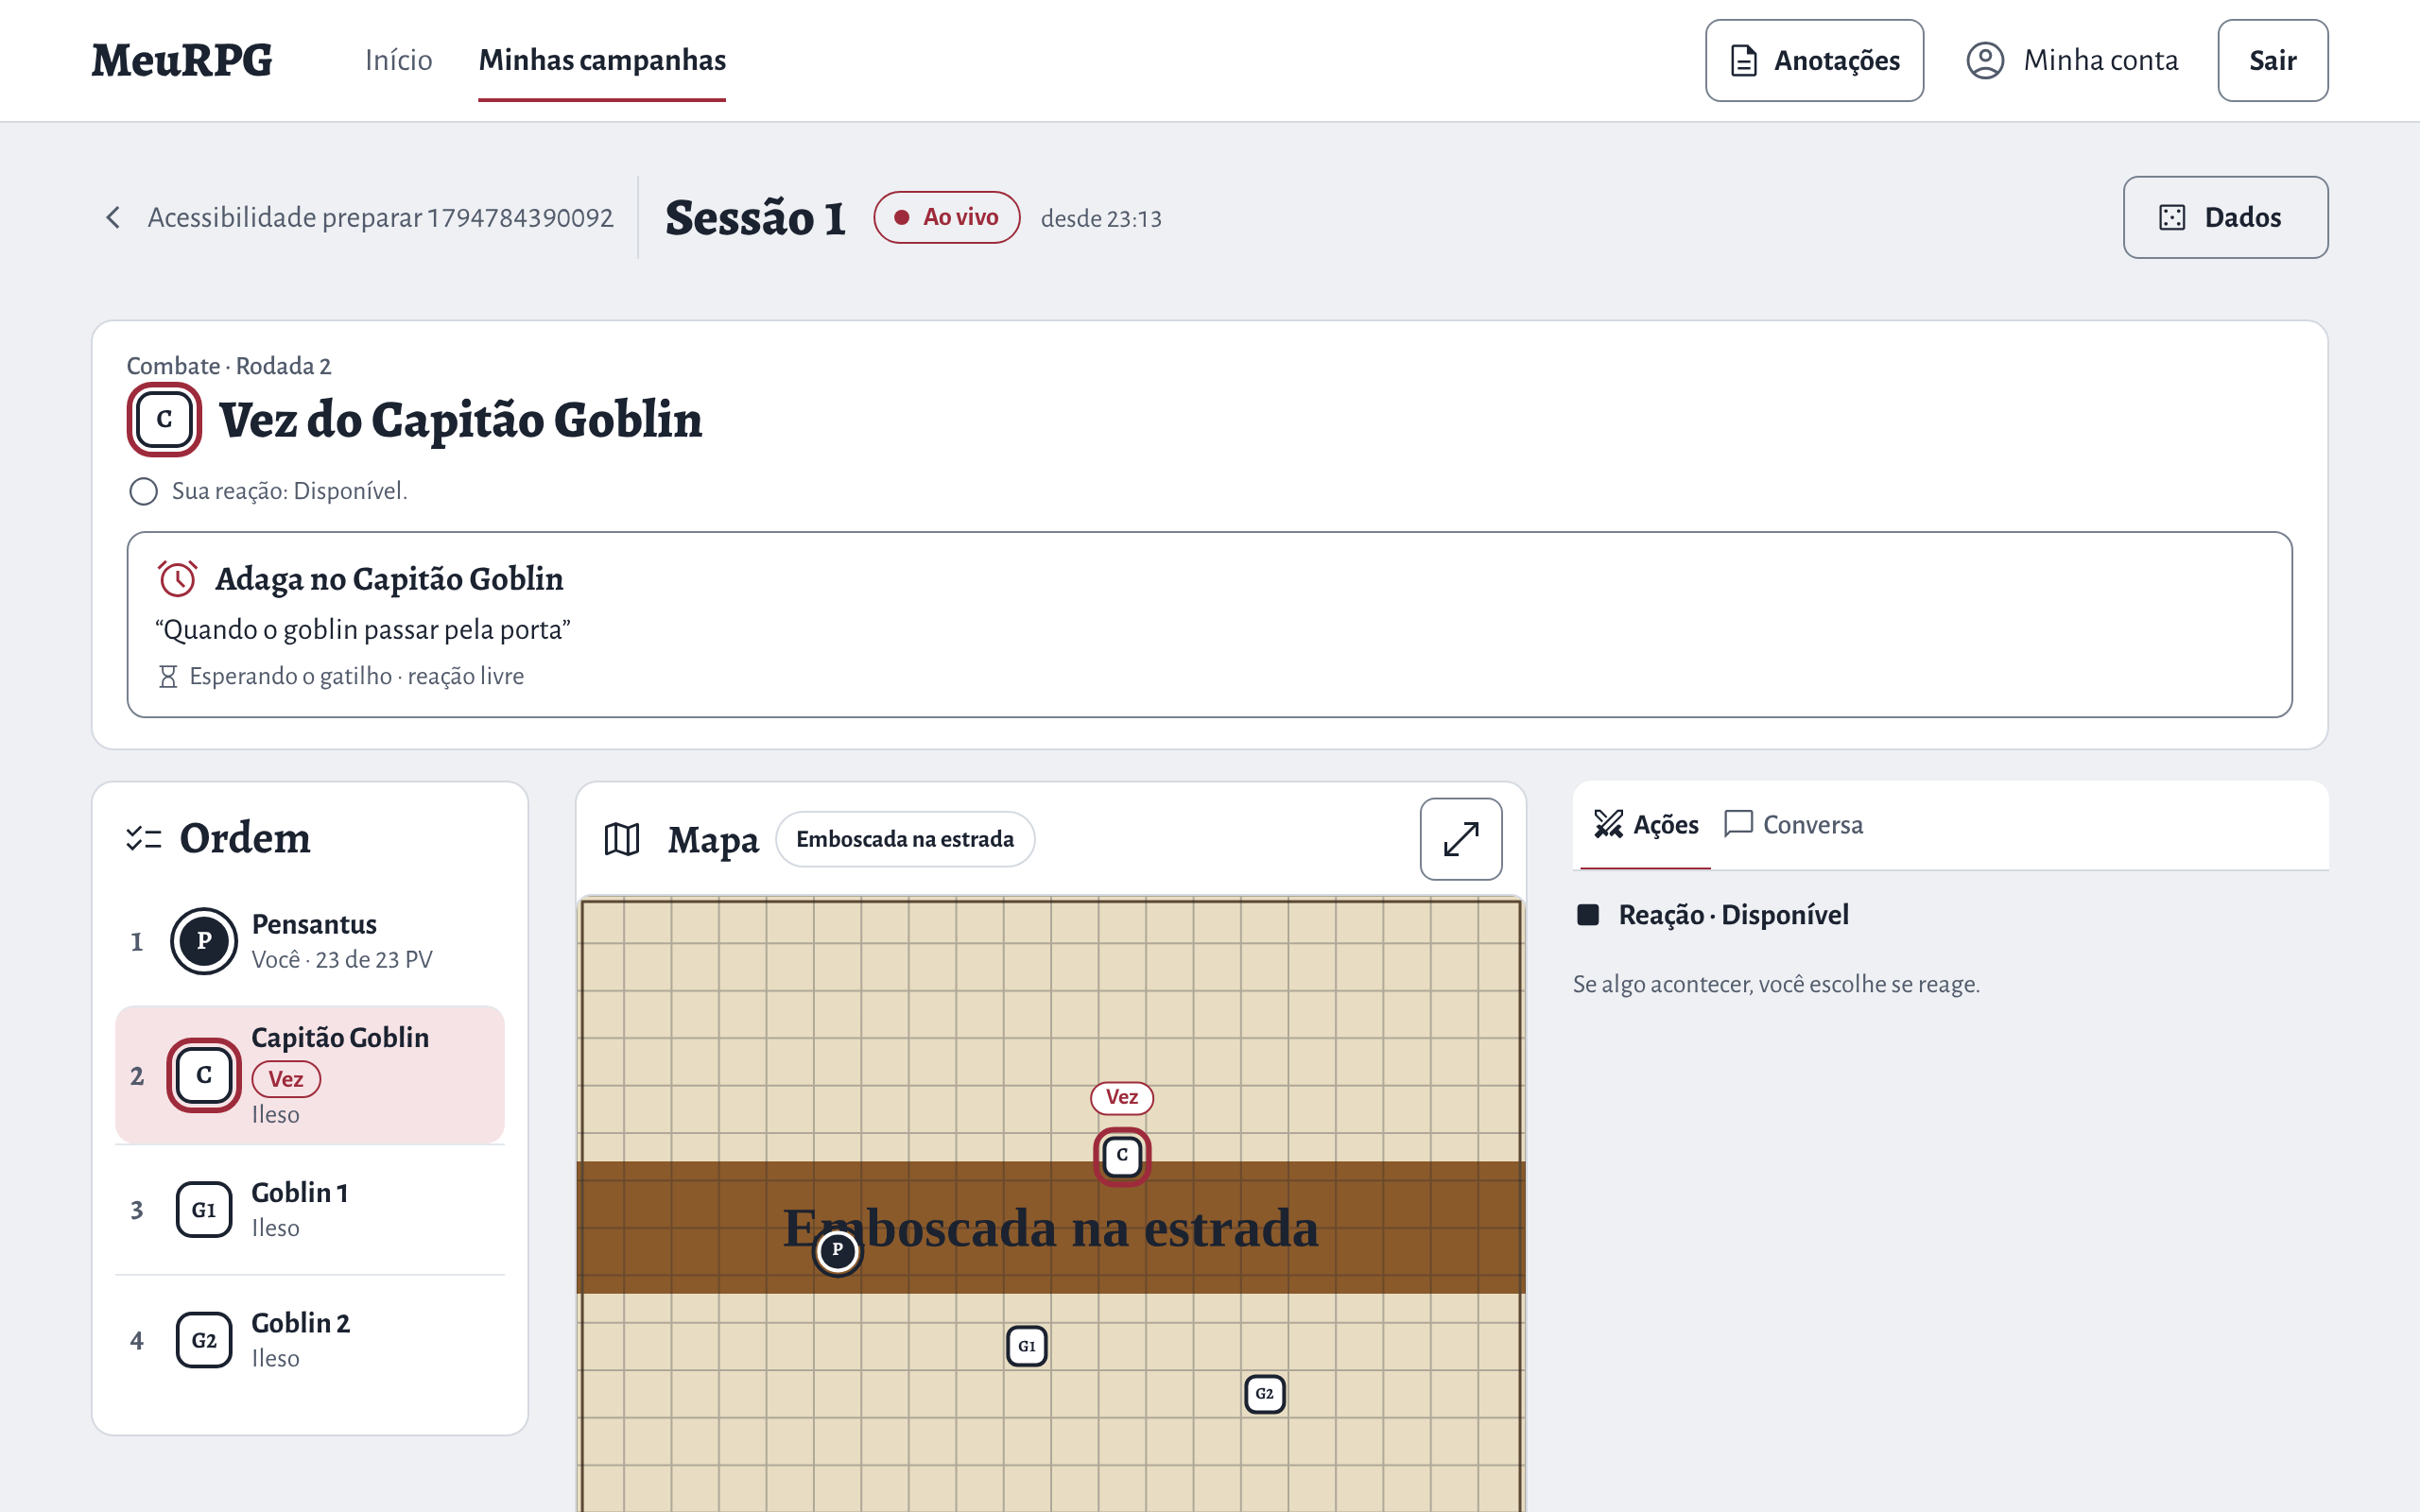 MeuRPG
Início
Minhas campanhas
Anotações
Minha conta
Sair
Acessibilidade preparar 1794784390092
Sessão 1
Ao vivo
desde 23:13
Dados
Combate · Rodada 2
C
Vez do Capitão Goblin
Sua reação: Disponível.
Adaga no Capitão Goblin
“Quando o goblin passar pela porta”
Esperando o gatilho · reação livre
Ordem
1
P
Pensantus
Você · 23 de 23 PV
2
C
Capitão Goblin
Vez
Ileso
3
G1
Goblin 1
Ileso
4
G2
Goblin 2
Ileso
Mapa
Emboscada na estrada
Vez
C
Emboscada na estrada
P
G1
G2
Ações
Conversa
Reação · Disponível
Se algo acontecer, você escolhe se reage.